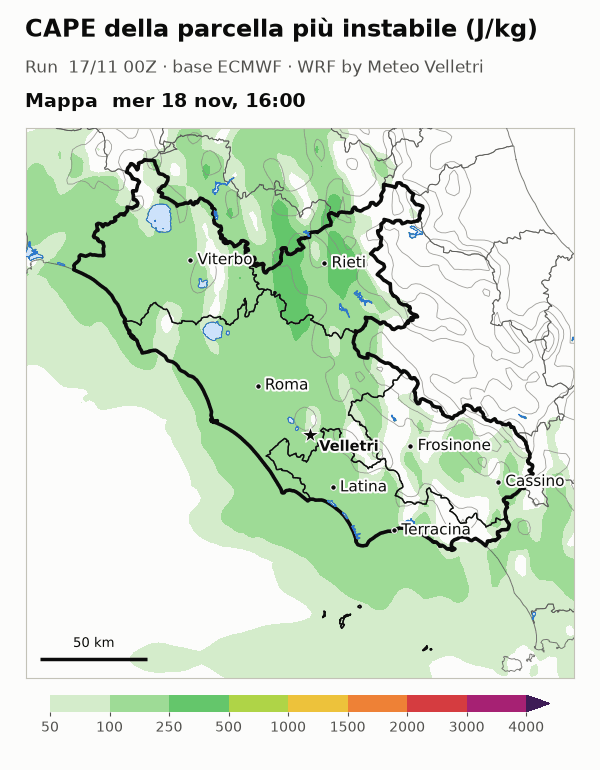 CAPE della parcella più instabile (J/kg)
Run  17/11 00Z · base ECMWF · WRF by Meteo Velletri
Mappa  mer 18 nov, 16:00
Viterbo
Rieti
Roma
Velletri
Frosinone
Cassino
Latina
Terracina
50 km
50 100 250 500 1000 1500 2000 3000 4000